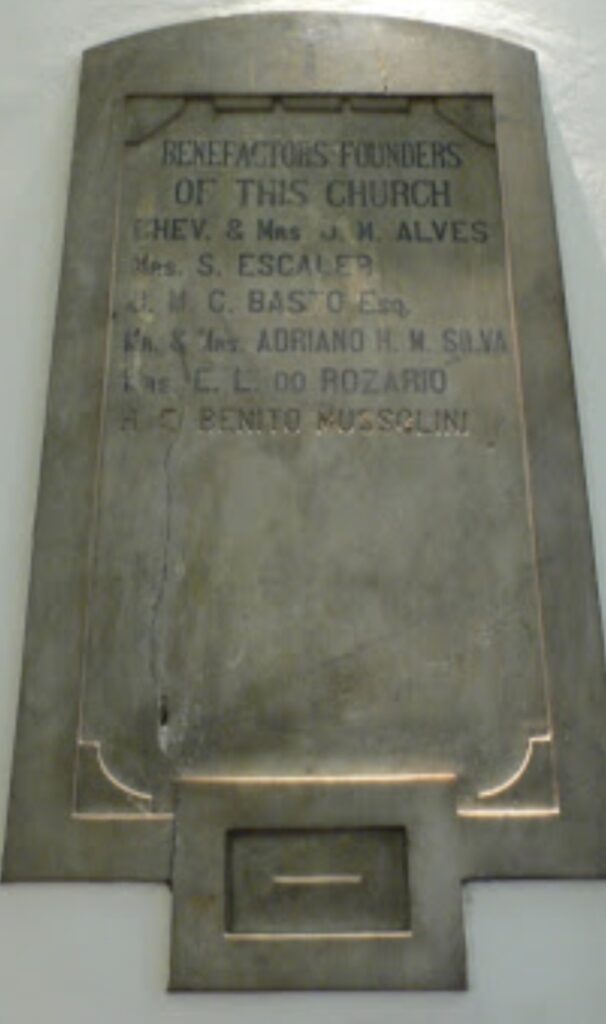 BENEFACTORS FOUNDERS
OF THIS CHURCH
CHEV. & Mrs J. M. ALVES
Mrs. S. ESCALER
J. M. C. BASTO Esq.
Mr. & Mrs. ADRIANO H. M. SILVA
Mrs. E. L. DO ROZARIO
H E BENITO MUSSOLINI